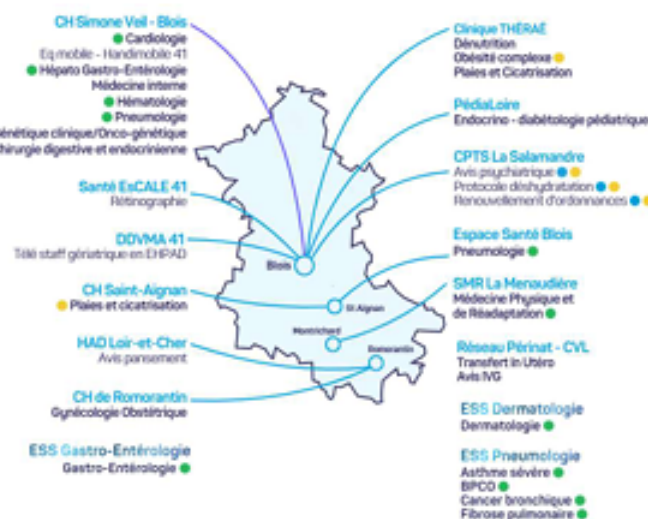 CH Simone Veil - Blois
Cardiologie
Eq mobile - Handimobile 41
Hépato Gastro-Entérologie
Médecine interne
Hématologie
Pneumologie
énétique clinique/Onco-génétique
hirurgie digestive et endocrinienne
Santé EsCALE 41
Rétinographie
DDVMA 41
Télé staff gériatrique en EHPAD
CH Saint-Aignan
Plaies et cicatrisation
HAD Loir-et-Cher
Avis pansement
CH de Romorantin
Gynécologie Obstétrique
ESS Gastro-Entérologie
Gastro-Entérologie
Blois
St Aignan
Montrichard
Romorantin
Clinique THÉRAE
Dénutrition
Obésité complexe
Plaies et Cicatrisation
PédiaLoire
Endocrino - diabétologie pédiatrique
CPTS La Salamandre
Avis psychiatrique
Protocole déshydratation
Renouvellement d'ordonnances
Espace Santé Blois
Pneumologie
SMR La Menaudière
Médecine Physique et
de Réadaptation
Réseau Périnat - CVL
Transfert In Utéro
Avis IVG
ESS Dermatologie
Dermatologie
ESS Pneumologie
Asthme sévère
BPCO
Cancer bronchique
Fibrose pulmonaire